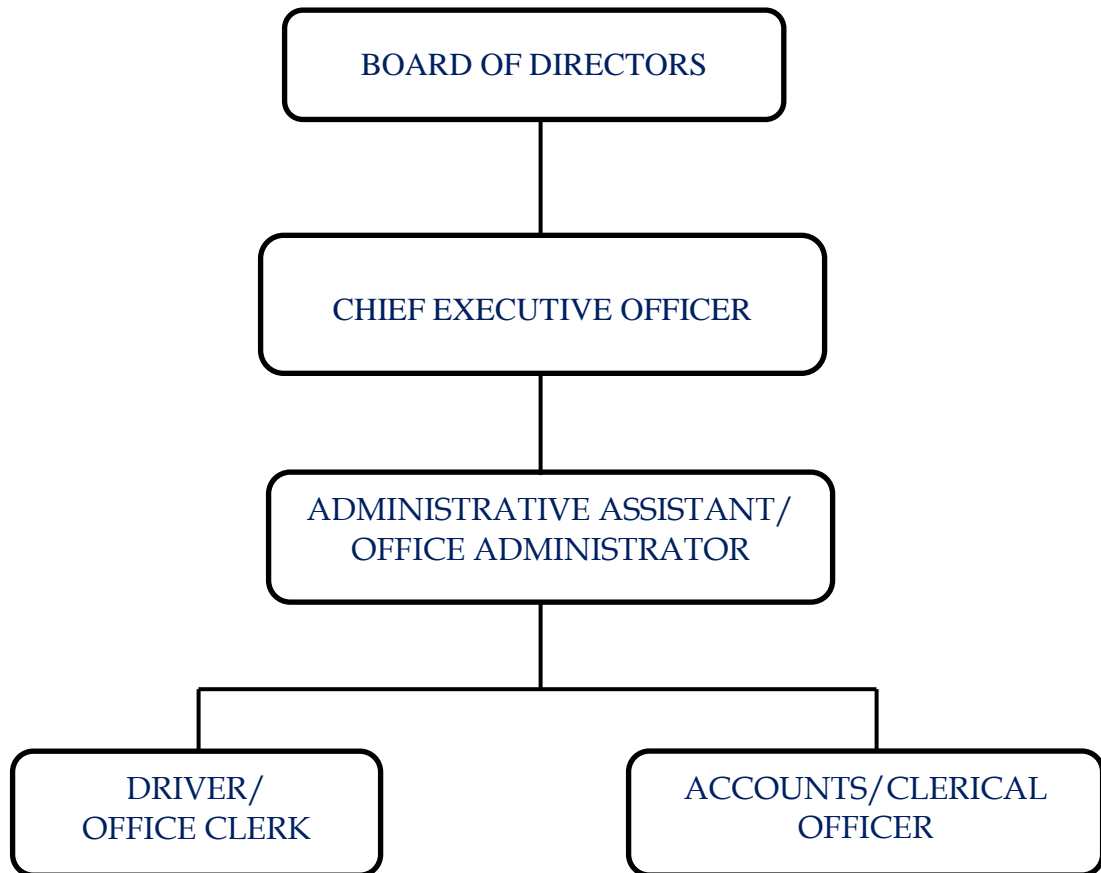 BOARD OF DIRECTORS
CHIEF EXECUTIVE OFFICER
ADMINISTRATIVE ASSISTANT/
OFFICE ADMINISTRATOR
DRIVER/
OFFICE CLERK
ACCOUNTS/CLERICAL
OFFICER